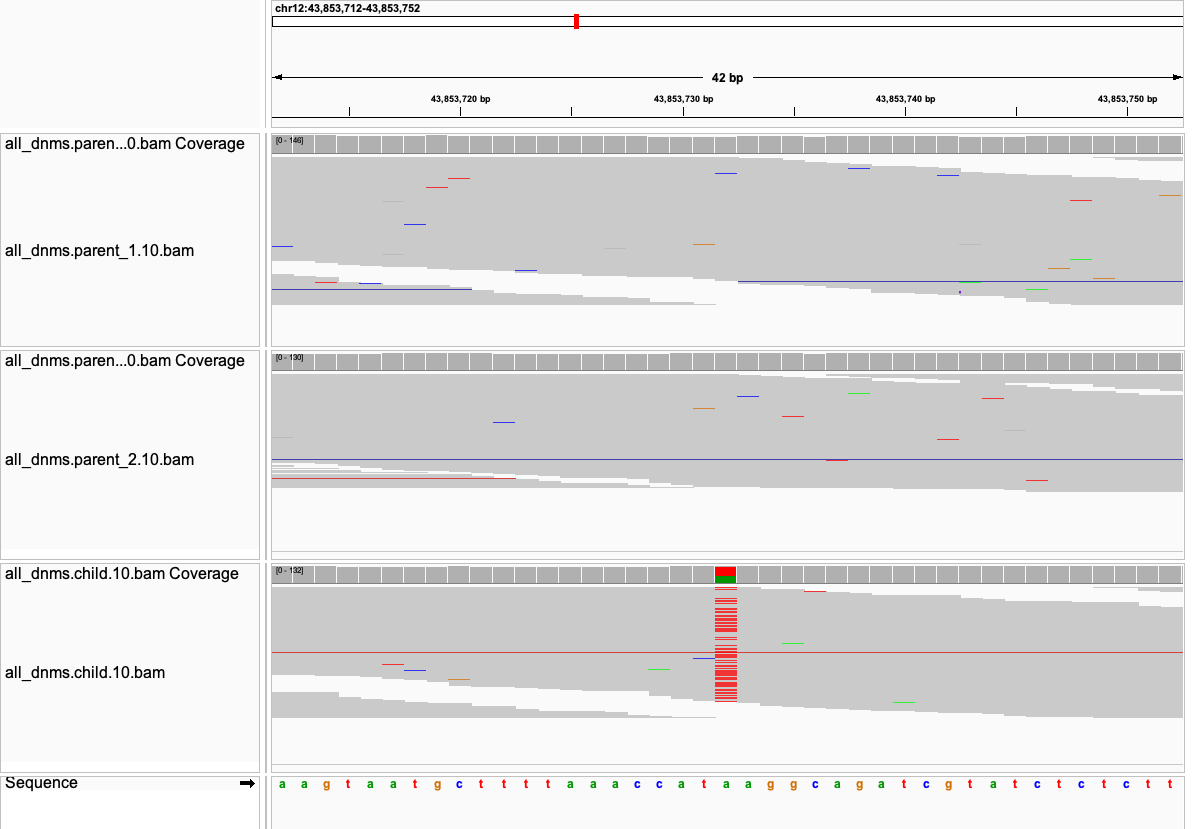 chr12:43,853,712-43,853,752
42 bp
43,853,720 bp 43,853,730 bp 43,853,740 bp 43,853,750 bp
all_dnms.paren...0.bam Coverage
[0 - 146]
all_dnms.parent_1.10.bam
all_dnms.paren...0.bam Coverage
[0 - 130]
all_dnms.parent_2.10.bam
all_dnms.child.10.bam Coverage
[0 - 132]
all_dnms.child.10.bam
Sequence a a g t a a t g c t t t t a a a c c a t a a g g c a g a t c g t a t c t c t c t t